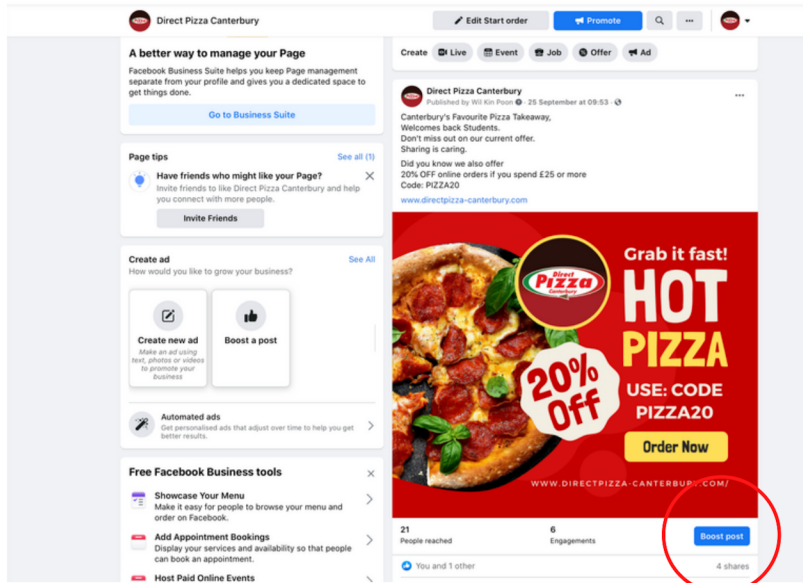 Direct Pizza Canterbury
Edit Start order
Promote
A better way to manage your Page
Facebook Business Suite helps you keep Page management
separate from your profile and gives you a dedicated space to
get things done.
Go to Business Suite
Page tips
See all (1)
Have friends who might like your Page?
Invite friends to like Direct Pizza Canterbury and help
you connect with more people.
Invite Friends
Create ad
See All
How would you like to grow your business?
Create new ad
Make an ad using
text, photos or videos
to promote your
business
Boost a post
Automated ads
Get personalised ads that adjust over time to help you get
better results.
Free Facebook Business tools
Showcase Your Menu
Make it easy for people to browse your menu and
order on Facebook.
Add Appointment Bookings
Display your services and availability so that people
can book an appointment.
Host Paid Online Events
Create
Live
Event
Job
Offer
Ad
Direct Pizza Canterbury
Published by Wil Kin Poon · 25 September at 09:53 ·
Canterbury's Favourite Pizza Takeaway,
Welcomes back Students.
Don't miss out on our current offer.
Sharing is caring.
Did you know we also offer
20% OFF online orders if you spend £25 or more
Code: PIZZA20
www.directpizza-canterbury.com
Direct
Pizza
Canterbury
Grab it fast!
HOT
PIZZA
20%
Off
USE: CODE
PIZZA20
Order Now
WWW.DIRECTPIZZA-CANTERBURY.COM/
21
People reached
6
Engagements
Boost post
You and 1 other
4 shares